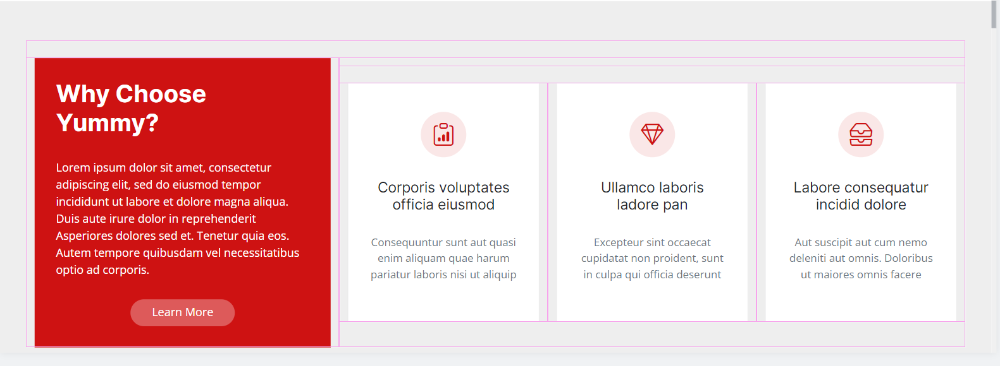 Why Choose
Yummy?
Lorem ipsum dolor sit amet, consectetur
adipiscing elit, sed do eiusmod tempor
incididunt ut labore et dolore magna aliqua.
Duis aute irure dolor in reprehenderit
Asperiores dolores sed et. Tenetur quia eos.
Autem tempore quibusdam vel necessitatibus
optio ad corporis.
Learn More
Corporis voluptates
officia eiusmod
Consequuntur sunt aut quasi
enim aliquam quae harum
pariatur laboris nisi ut aliquip
Ullamco laboris
ladore pan
Excepteur sint occaecat
cupidatat non proident, sunt
in culpa qui officia deserunt
Labore consequatur
incidid dolore
Aut suscipit aut cum nemo
deleniti aut omnis. Doloribus
ut maiores omnis facere